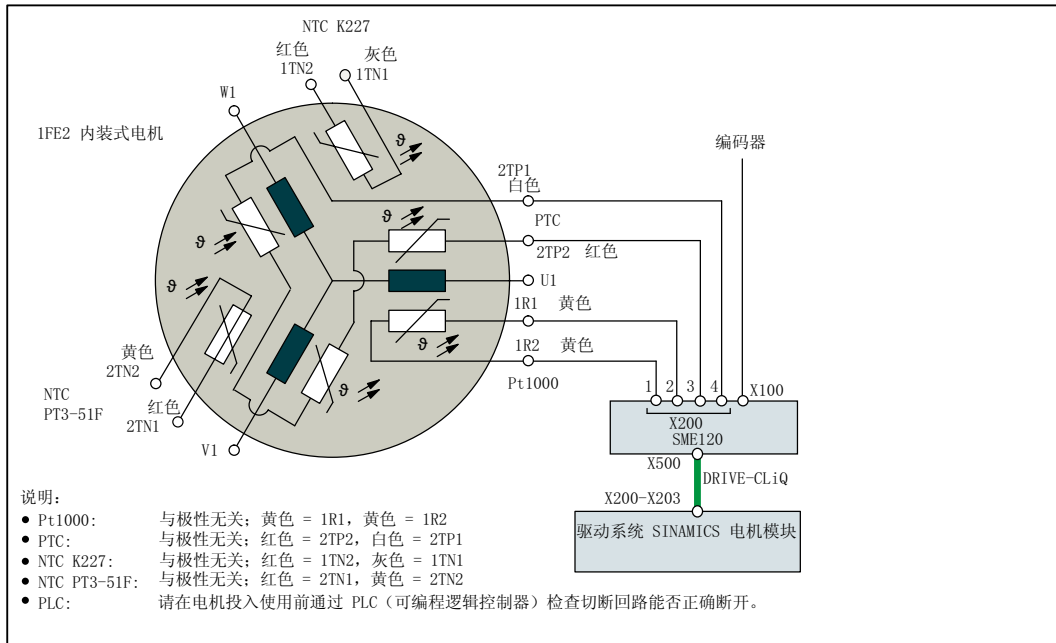 NTC K227
红色
1TN2
灰色
1TN1
W1
1FE2 内装式电机
ϑ
编码器
2TP1
白色
ϑ
PTC
ϑ
2TP2 红色
ϑ
U1
1R1 黄色
ϑ
1R2 黄色
Pt1000
黄色
2TN2
NTC
PT3-51F
红色
2TN1
ϑ
V1
1 2 3 4 X100
X200
SME120
X500
DRIVE-CLiQ
X200-X203
驱动系统 SINAMICS 电机模块
说明:
• Pt1000: 与极性无关; 黄色 = 1R1, 黄色 = 1R2
• PTC: 与极性无关; 红色 = 2TP2, 白色 = 2TP1
• NTC K227: 与极性无关; 红色 = 1TN2, 灰色 = 1TN1
• NTC PT3-51F: 与极性无关; 红色 = 2TN1, 黄色 = 2TN2
• PLC: 请在电机投入使用前通过 PLC（可编程逻辑控制器）检查切断回路能否正确断开。